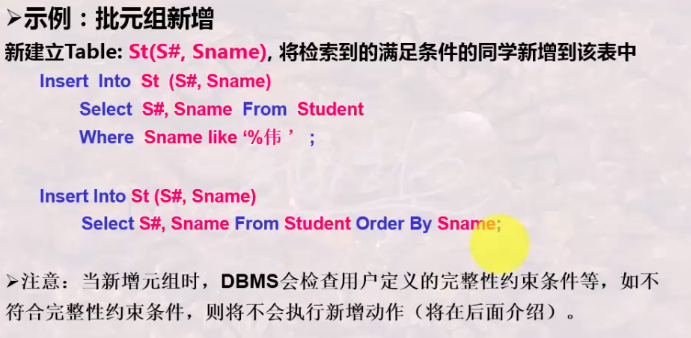 ➢示例：批元组新增
新建立Table: St(S#, Sname), 将检索到的满足条件的同学新增到该表中
Insert Into St (S#, Sname)
Select S#, Sname From Student
Where Sname like ‘%伟 ’ ;
Insert Into St (S#, Sname)
Select S#, Sname From Student Order By Sname;
➢注意：当新增元组时，DBMS会检查用户定义的完整性约束条件等，如不
符合完整性约束条件，则将不会执行新增动作（将在后面介绍）。